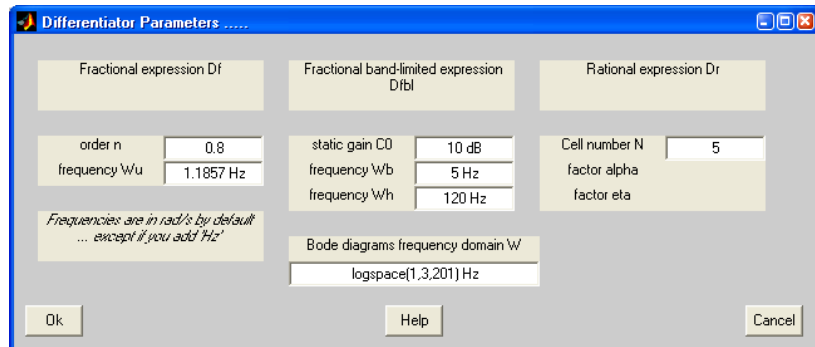 Differentiator Parameters .....
Fractional expression Df
Fractional band-limited expression
Dfbl
Rational expression Dr
order n 0.8
frequency Wu 1.1857 Hz
static gain C0 10 dB
frequency Wb 5 Hz
frequency Wh 120 Hz
Cell number N 5
factor alpha
factor eta
Frequencies are in rad/s by default
... except if you add 'Hz'
Bode diagrams frequency domain W
logspace(1,3,201) Hz
Ok
Help
Cancel